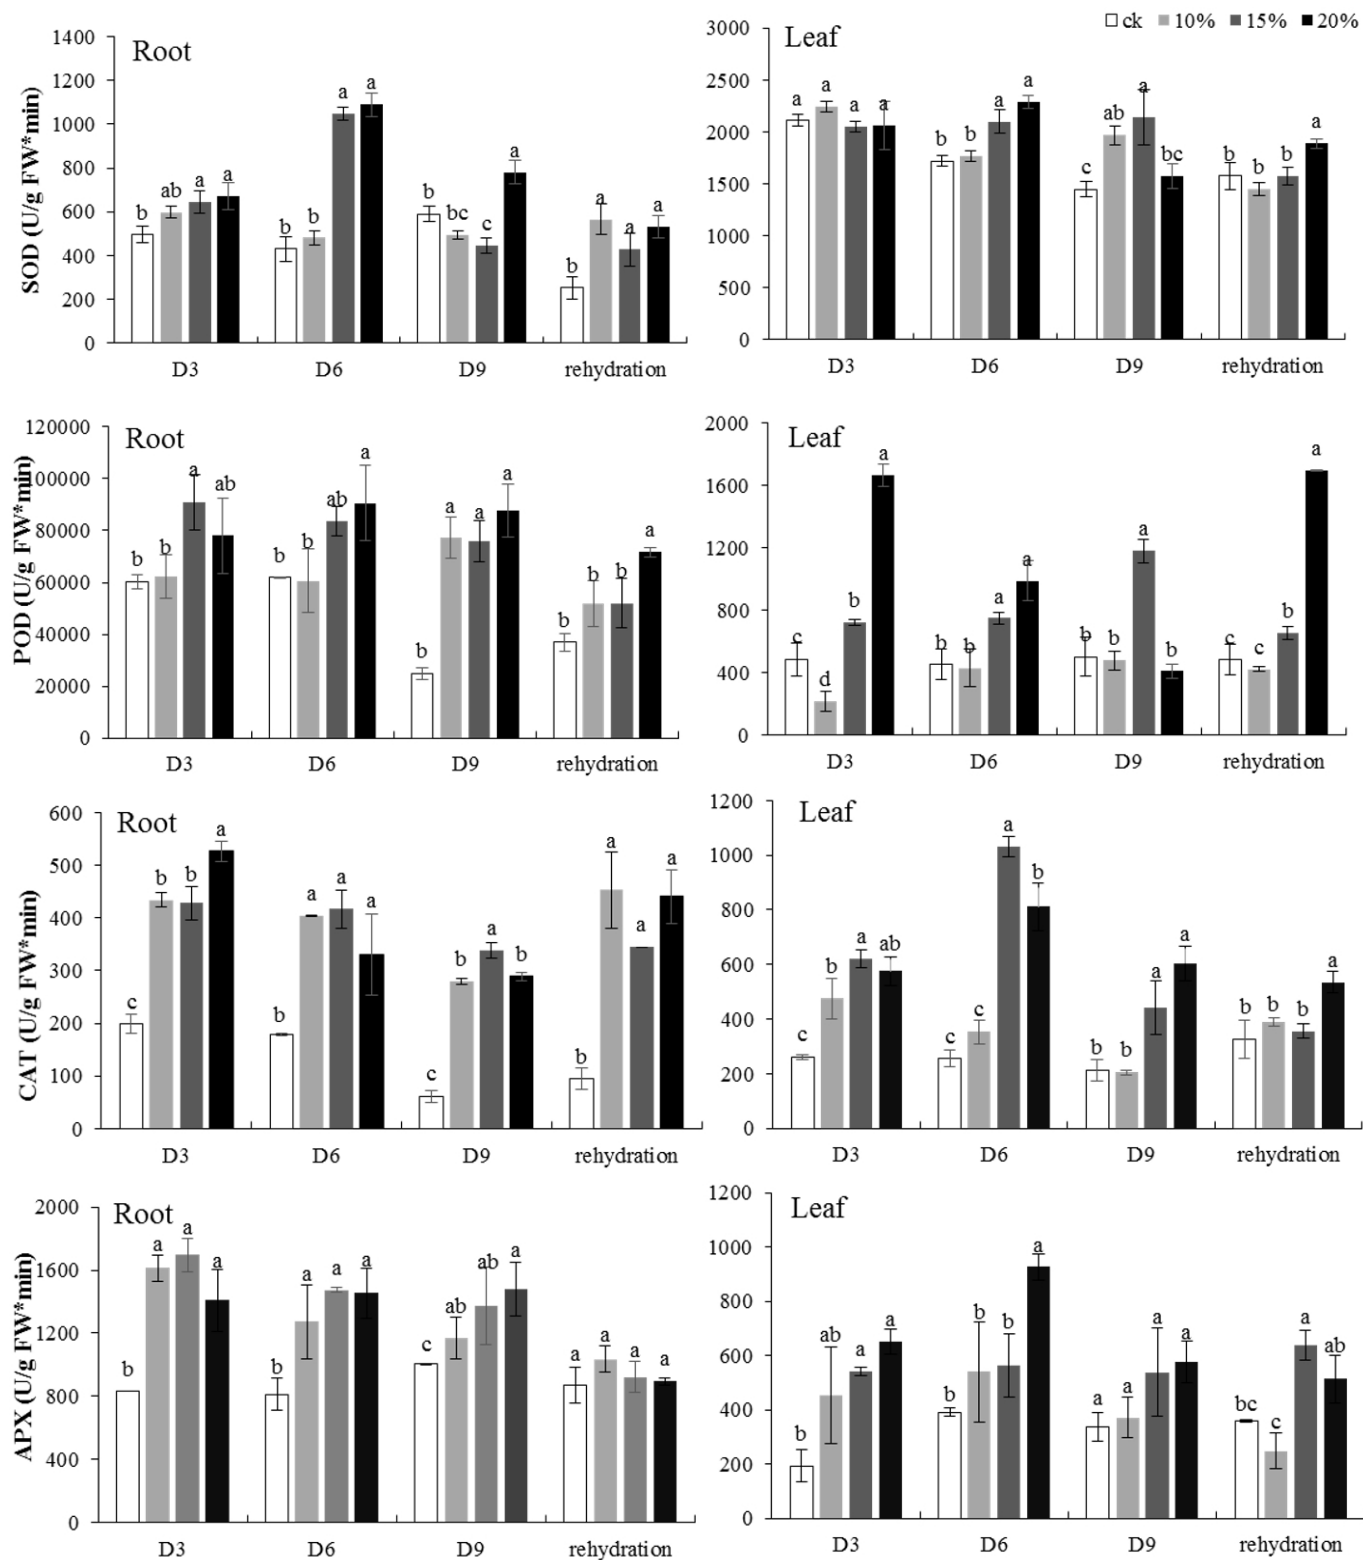 ck 10% 15% 20%
Root
SOD (U/g FW*min)
1400
1200
1000
800
600
400
200
0
b ab a a
b b a a
b bc c a
b a a a
D3 D6 D9 rehydration
Leaf
3000
2500
2000
1500
1000
500
0
a a a a
b b a a
c ab a bc
b b b a
D3 D6 D9 rehydration
Root
POD (U/g FW*min)
120000
100000
80000
60000
40000
20000
0
b b a ab
b b ab a
b a a a
b b b a
D3 D6 D9 rehydration
Leaf
2000
1600
1200
800
400
0
c d b a
b b a a
b b a b
c c b a
D3 D6 D9 rehydration
Root
CAT (U/g FW*min)
600
500
400
300
200
100
0
c b b a
b a a a
c b a b
b a a a
D3 D6 D9 rehydration
Leaf
1200
1000
800
600
400
200
0
c b a ab
c c a b
b b a a
b b b a
D3 D6 D9 rehydration
Root
APX (U/g FW*min)
2000
1600
1200
800
400
0
b a a a
b a a a
c ab ab a
a a a a
D3 D6 D9 rehydration
Leaf
1200
1000
800
600
400
200
0
b ab a a
b b b a
a a a a
bc c a ab
D3 D6 D9 rehydration